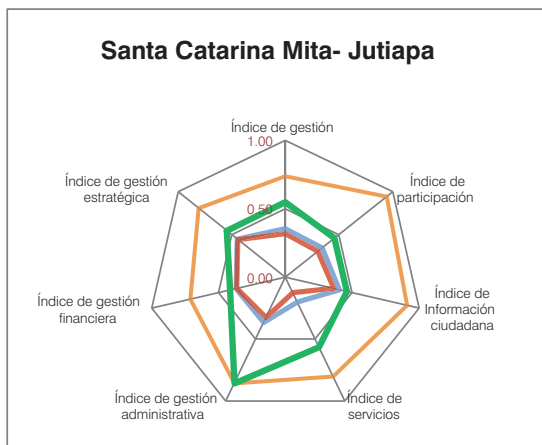 Santa Catarina Mita- Jutiapa
Índice de gestión
1.00
Índice de gestión
estratégica
Índice de
participación
0.50
0.00
Índice de gestión
financiera
Índice de
Información
ciudadana
Índice de gestión
administrativa
Índice de
servicios